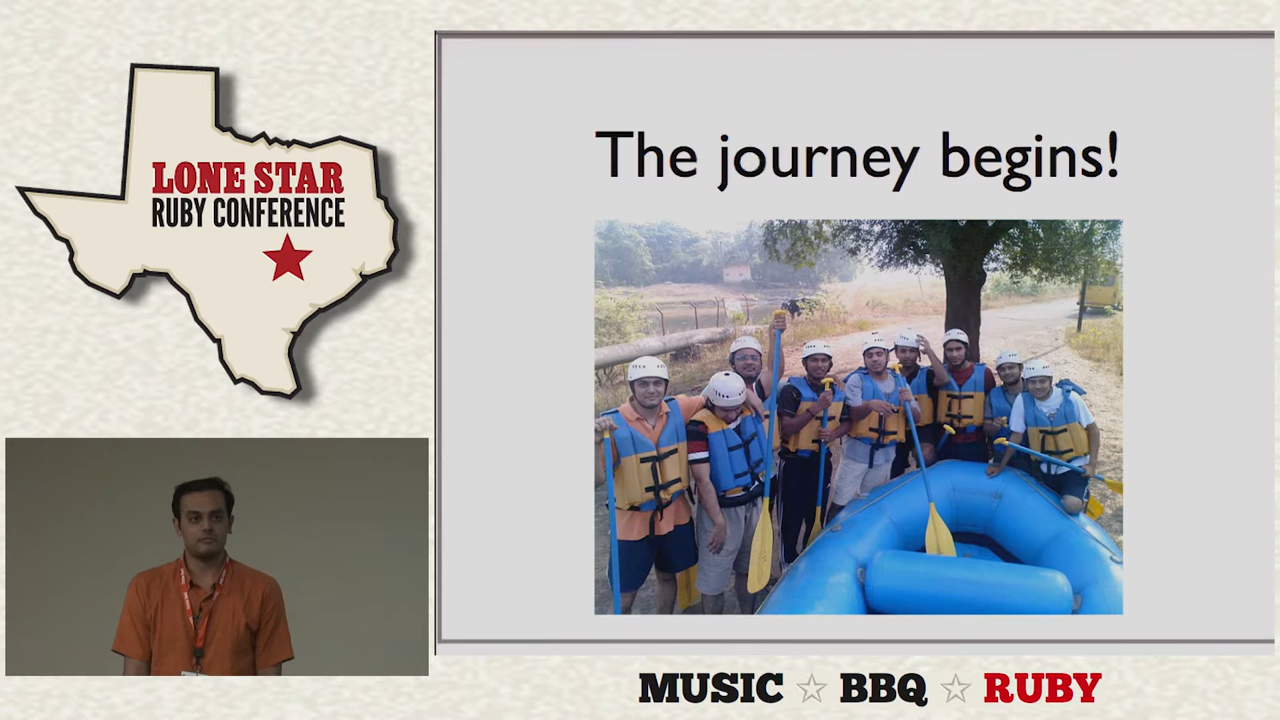 LONE STAR
RUBY CONFERENCE
The journey begins!
MUSIC ☆ BBQ ☆ RUBY